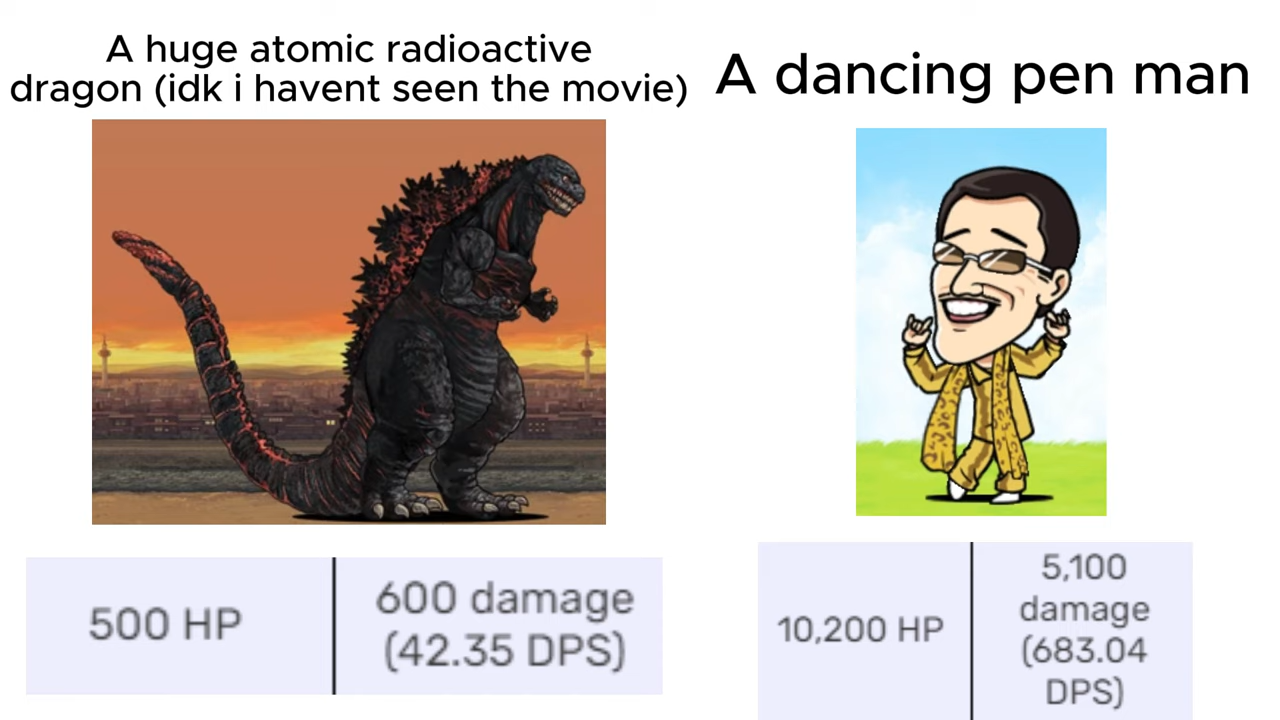 A huge atomic radioactive
dragon (idk i havent seen the movie)
500 HP
600 damage
(42.35 DPS)
A dancing pen man
10,200 HP
5,100
damage
(683.04
DPS)